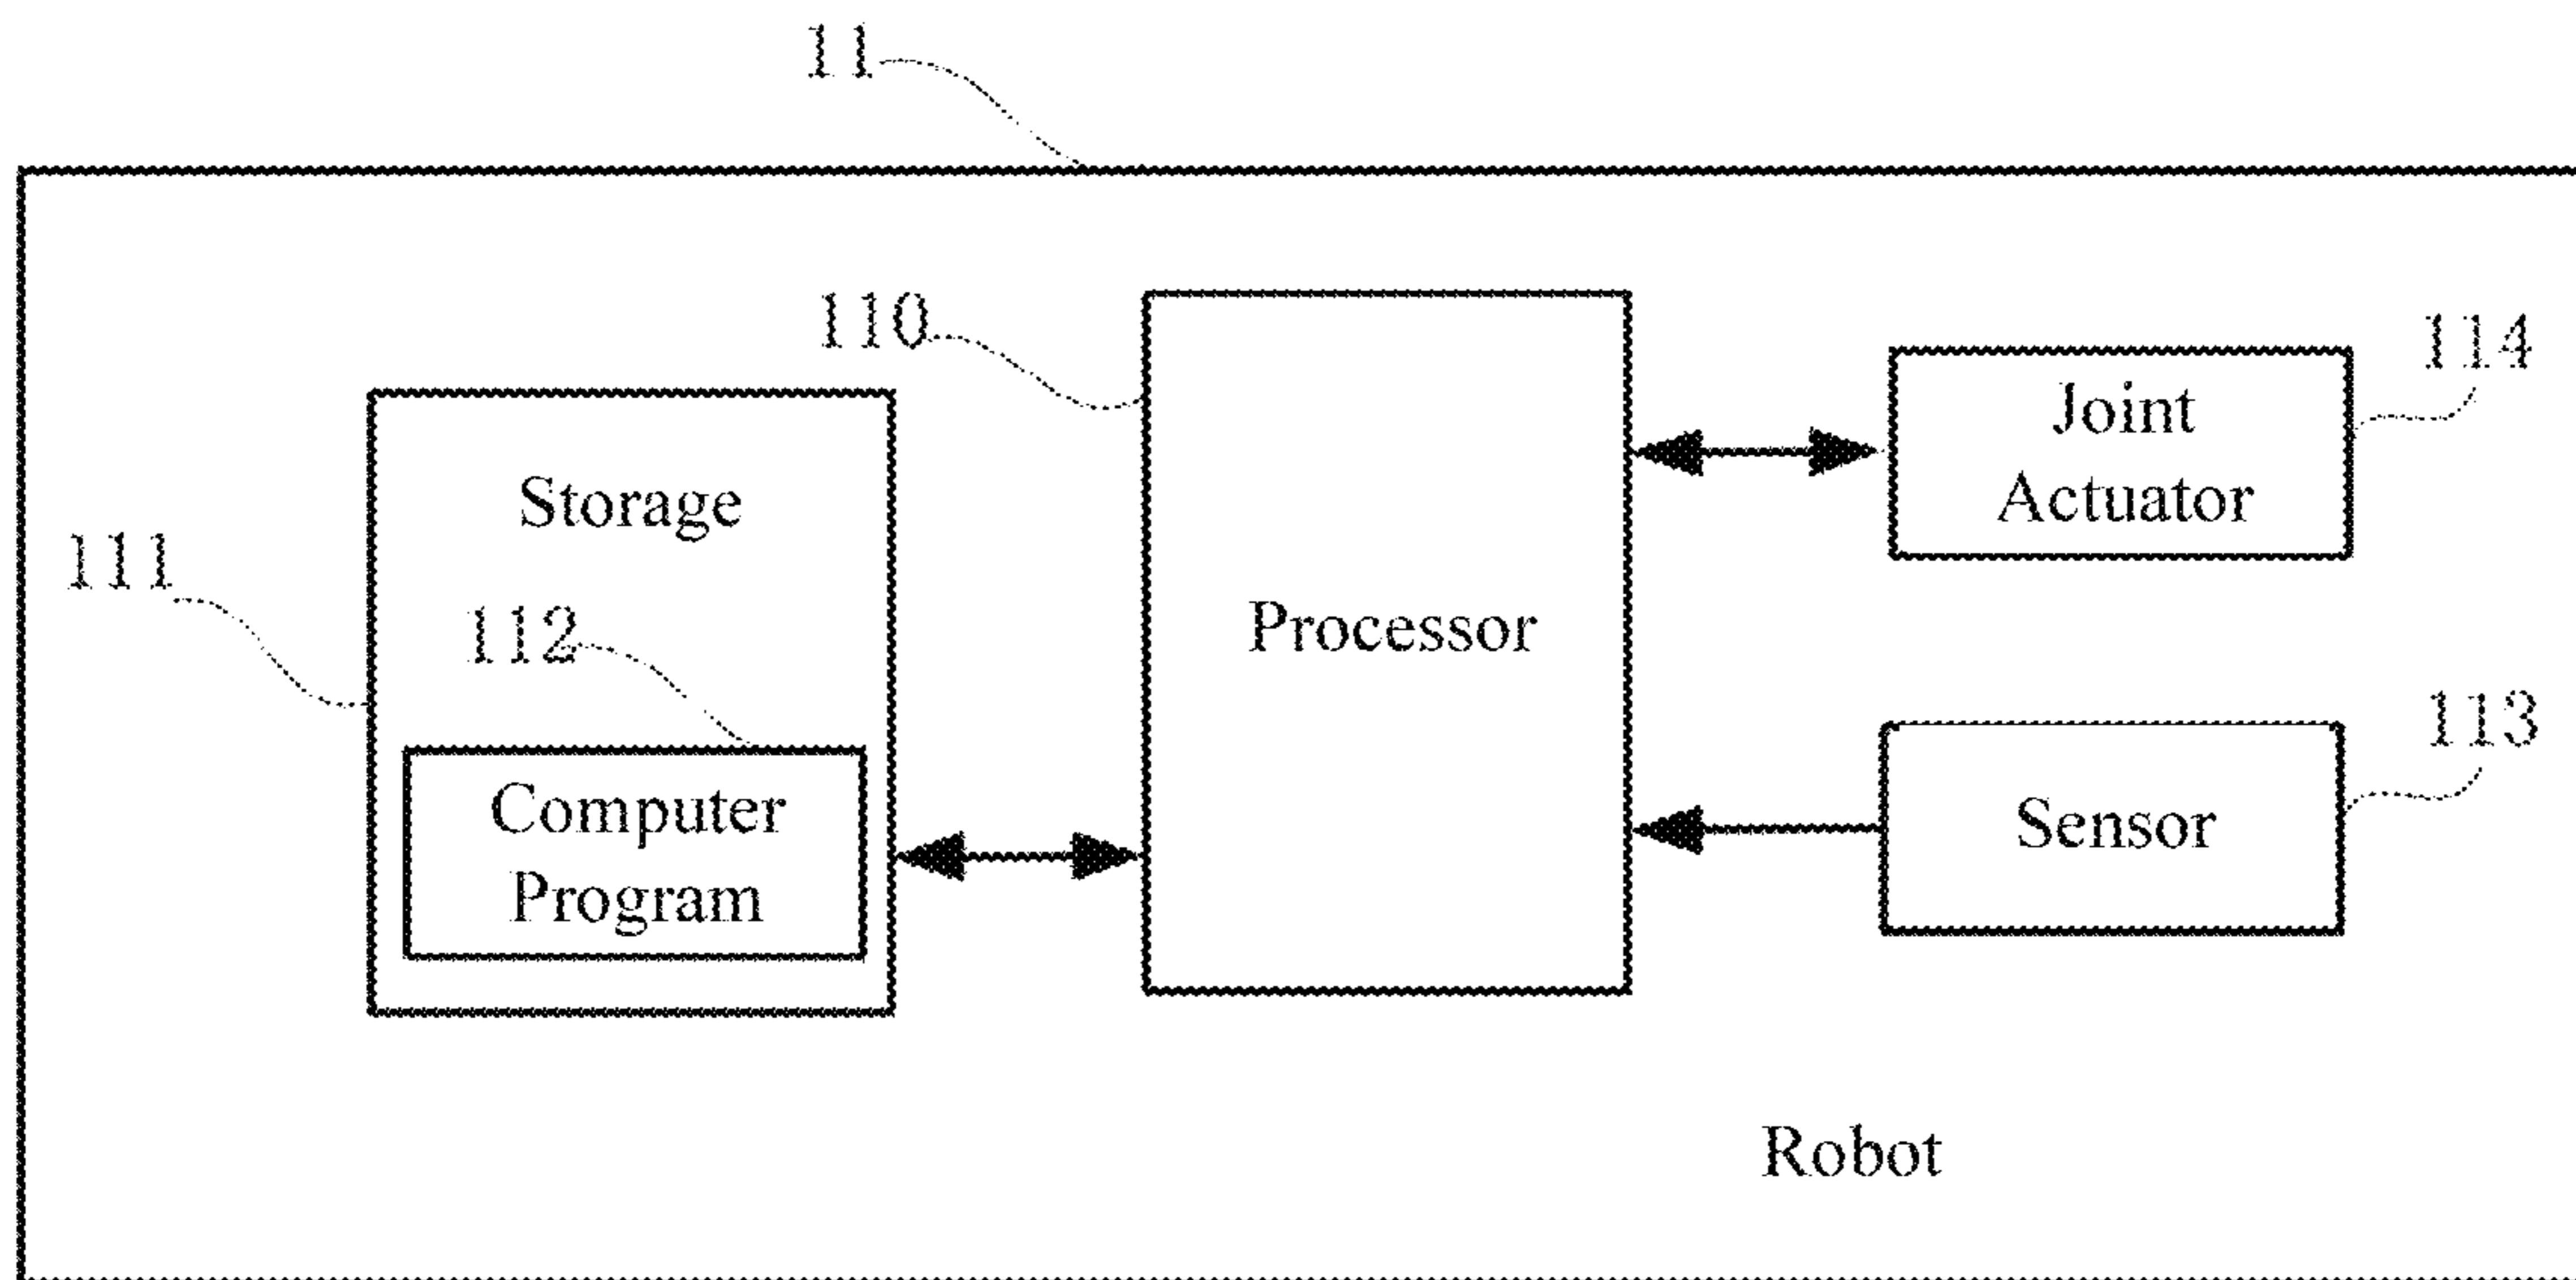 11
110
114
Joint
Actuator
Storage
111
112
Processor
113
Computer
Program
Sensor
Robot